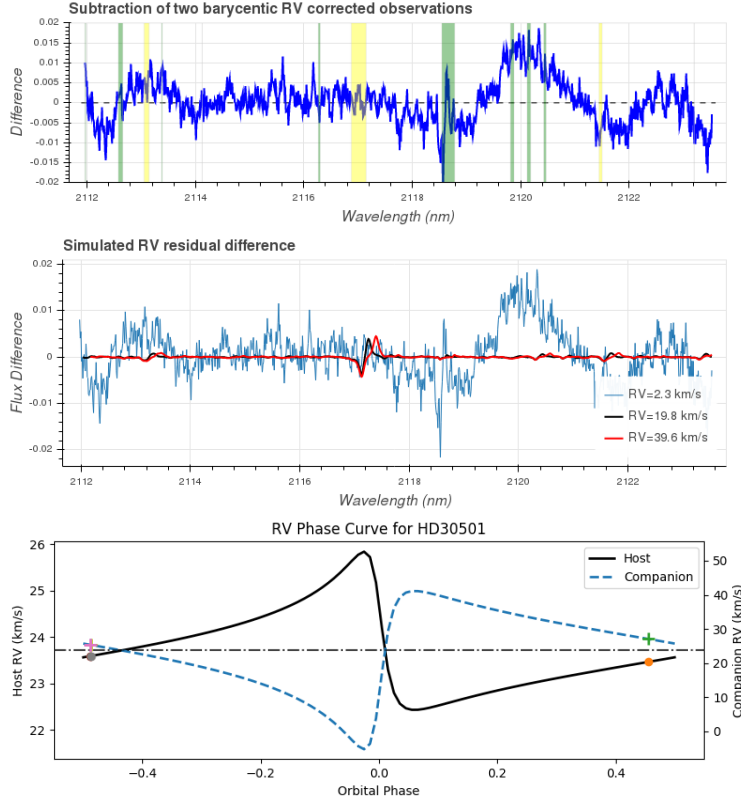 Subtraction of two barycentic RV corrected observations
0.02
0.015
0.01
0.005
0
-0.005
-0.01
-0.015
-0.02
Difference
2112 2114 2116 2118 2120 2122
Wavelength (nm)
Simulated RV residual difference
0.02
0.01
0
-0.01
-0.02
Flux Difference
RV=2.3 km/s
RV=19.8 km/s
RV=39.6 km/s
2112 2114 2116 2118 2120 2122
Wavelength (nm)
RV Phase Curve for HD30501
26
25
24
23
22
Host RV (km/s)
Host
Companion
50
40
30
20
10
0
Companion RV (km/s)
−0.4 −0.2 0.0 0.2 0.4
Orbital Phase